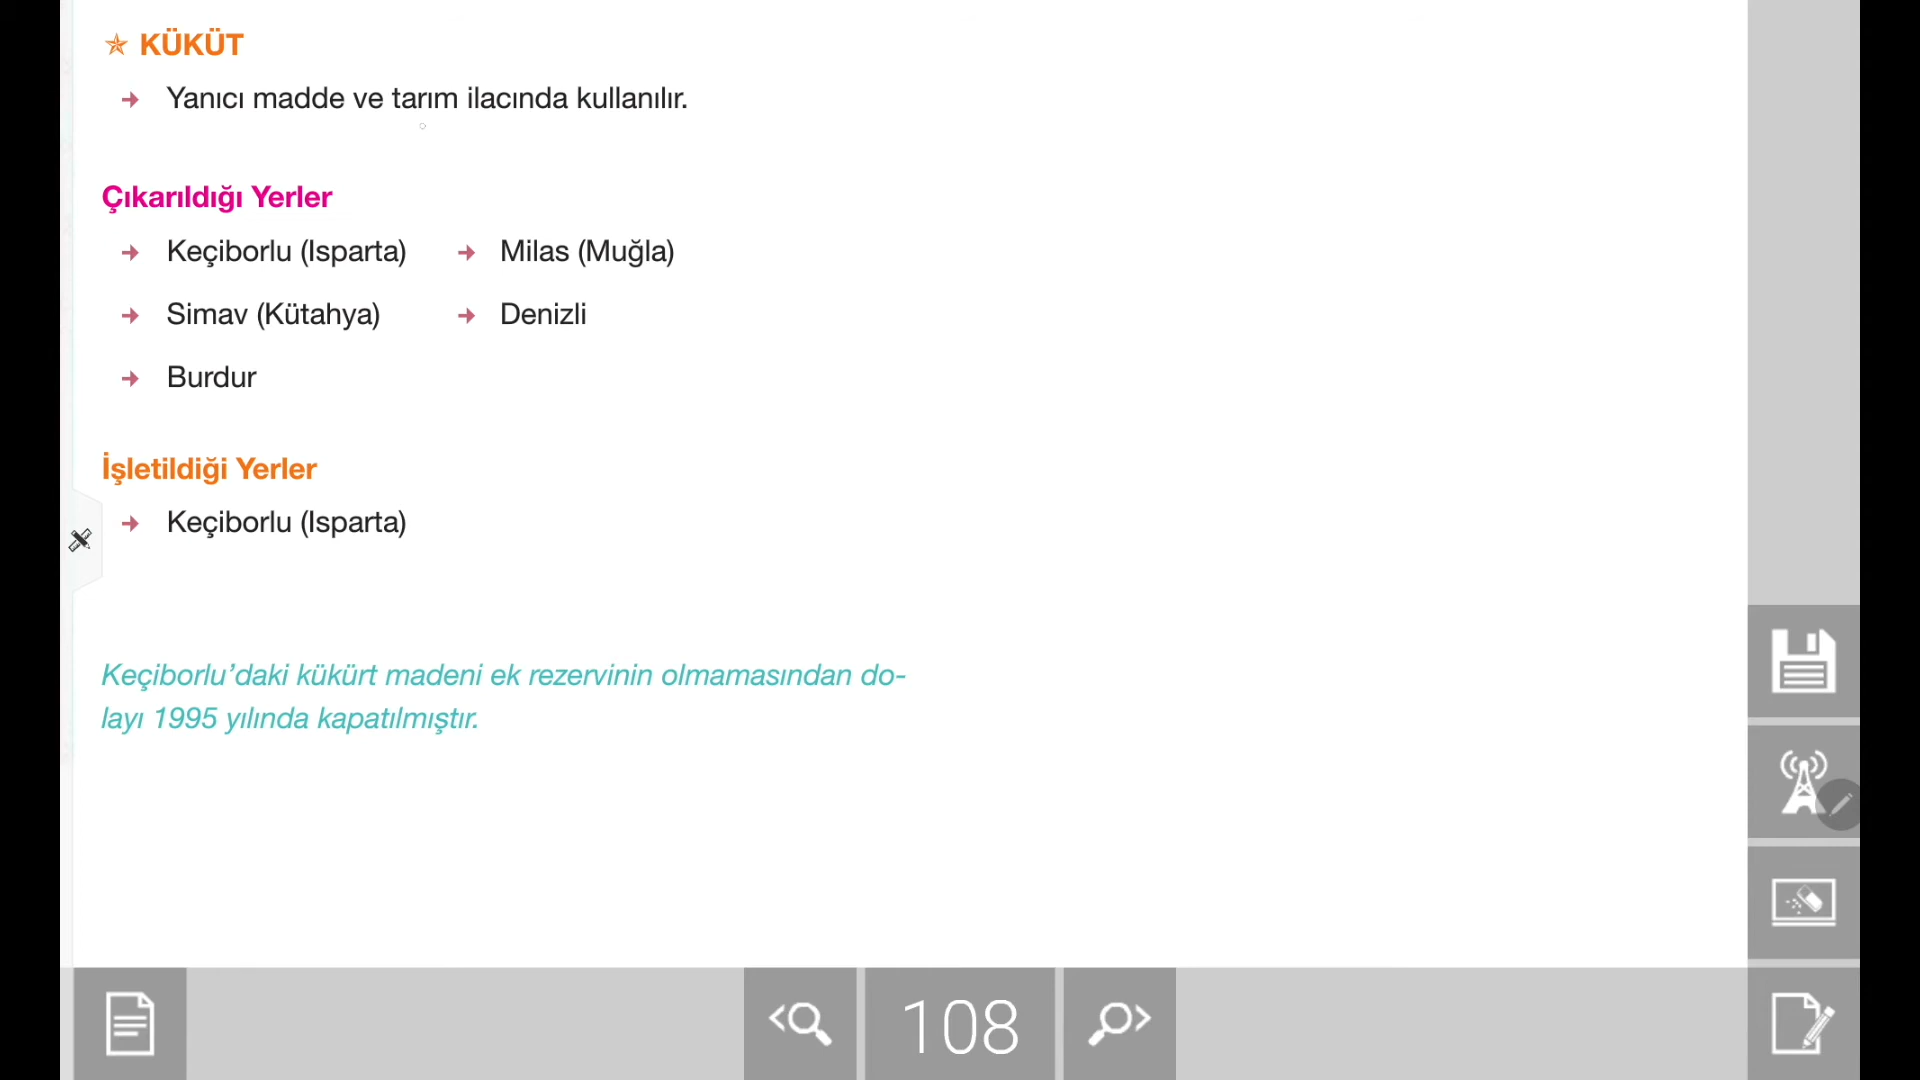 KÜKÜT
Yanıcı madde ve tarım ilacında kullanılır.
Çıkarıldığı Yerler
Keçiborlu (Isparta)
Milas (Muğla)
Simav (Kütahya)
Denizli
Burdur
İşletildiği Yerler
Keçiborlu (Isparta)
Keçiborlu’daki kükürt madeni ek rezervinin olmamasından do-
layı 1995 yılında kapatılmıştır.
108